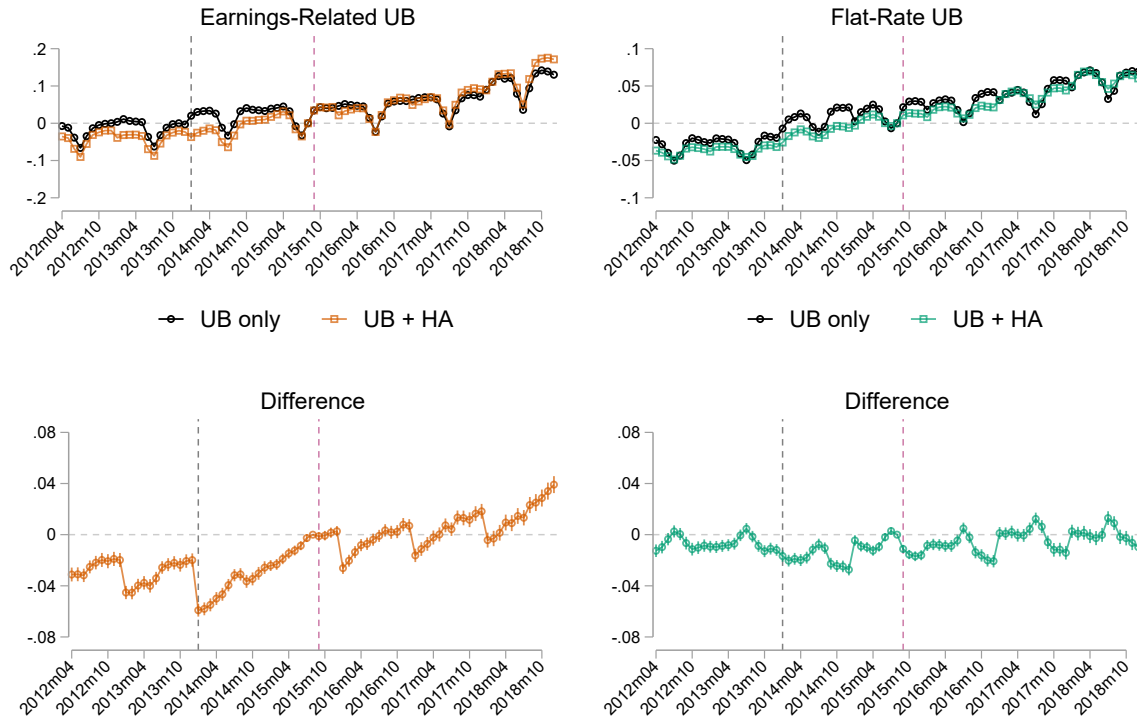 Earnings-Related UB
.2
.1
0
-.1
-.2
2012m04
2012m10
2013m04
2013m10
2014m04
2014m10
2015m04
2015m10
2016m04
2016m10
2017m04
2017m10
2018m04
2018m10
UB only
UB + HA
Flat-Rate UB
.1
.05
0
-.05
-.1
2012m04
2012m10
2013m04
2013m10
2014m04
2014m10
2015m04
2015m10
2016m04
2016m10
2017m04
2017m10
2018m04
2018m10
UB only
UB + HA
Difference
.08
.04
0
-.04
-.08
2012m04
2012m10
2013m04
2013m10
2014m04
2014m10
2015m04
2015m10
2016m04
2016m10
2017m04
2017m10
2018m04
2018m10
Difference
.08
.04
0
-.04
-.08
2012m04
2012m10
2013m04
2013m10
2014m04
2014m10
2015m04
2015m10
2016m04
2016m10
2017m04
2017m10
2018m04
2018m10